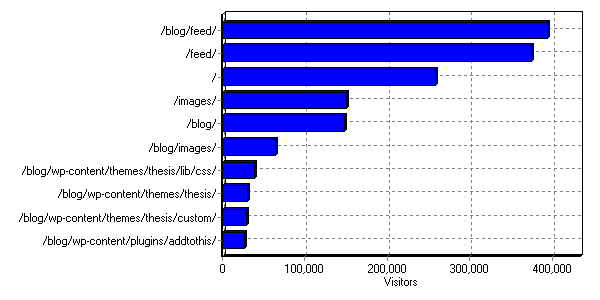 /blog/feed/
/feed/
/
/images/
/blog/
/blog/images/
/blog/wp-content/themes/thesis/lib/css/
/blog/wp-content/themes/thesis/
/blog/wp-content/themes/thesis/custom/
/blog/wp-content/plugins/addtothis/
0 100,000 200,000 300,000 400,000
Visitors